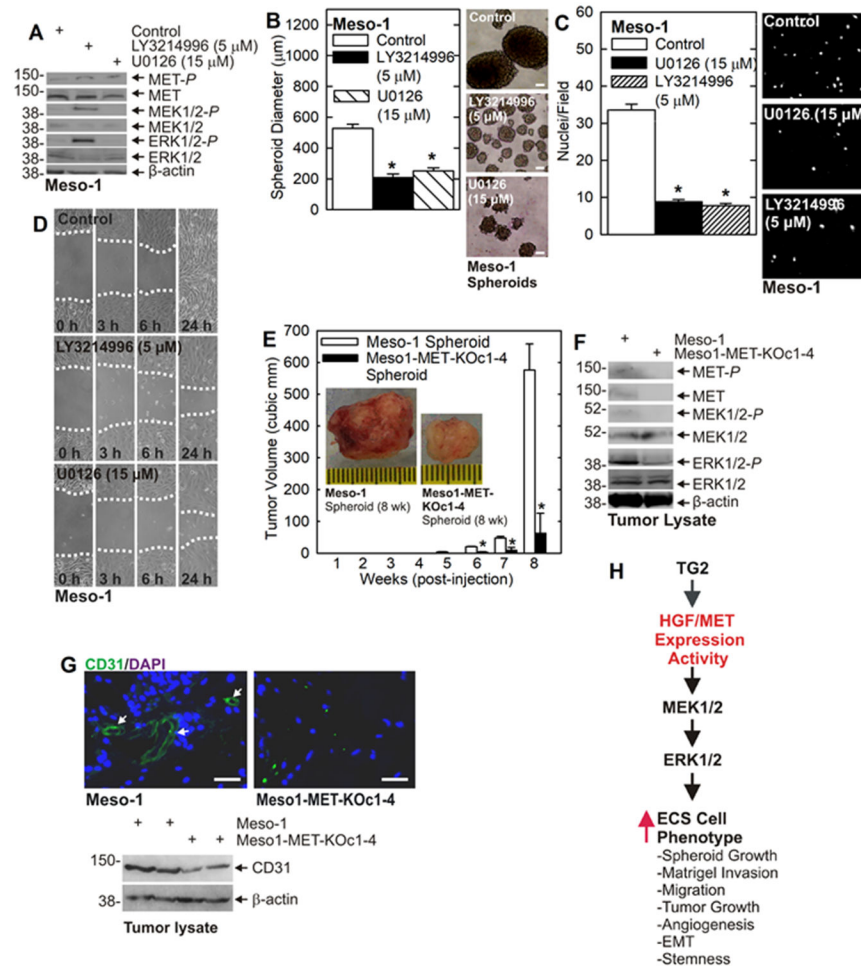 A
+ Control
+ LY3214996 (5 µM)
+ U0126 (15 µM)
150- MET-P
150- MET
38- MEK1/2-P
38- MEK1/2
38- ERK1/2-P
38- ERK1/2
β-actin
Meso-1
B
Spheroid Diameter (µm)
1200
1000
800
600
400
200
0
Meso-1
Control
LY3214996
(5 µM)
U0126
(15 µM)
*
*
Control
LY3214996
(5 µM)
U0126
(15 µM)
Meso-1
Spheroids
C
Nuclei/Field
60
50
40
30
20
10
0
Meso-1
Control
U0126 (15 µM)
LY3214996
(5 µM)
*
*
Control
U0126 (15 µM)
LY3214996
(5 µM)
Meso-1
D
Control
0 h 3 h 6 h 24 h
LY3214996 (5 µM)
0 h 3 h 6 h 24 h
U0126 (15 µM)
0 h 3 h 6 h 24 h
Meso-1
E
Tumor Volume (cubic mm)
700
600
500
400
300
200
100
0
Meso-1 Spheroid
Meso1-MET-KOc1-4
Spheroid
Meso-1
Spheroid (8 wk)
Meso1-MET-
KOc1-4
Spheroid (8 wk)
*
*
*
1 2 3 4 5 6 7 8
Weeks (post-injection)
F
+ Meso-1
+ Meso1-MET-KOc1-4
150- MET-P
150- MET
52- MEK1/2-P
52- MEK1/2
38- ERK1/2-P
38- ERK1/2
38- β-actin
Tumor Lysate
G
CD31/DAPI
Meso-1
Meso1-MET-KOc1-4
+ + Meso-1
+ + Meso1-MET-KOc1-4
150- CD31
38- β-actin
Tumor lysate
H
TG2
HGF/MET
Expression
Activity
MEK1/2
ERK1/2
ECS Cell
Phenotype
-Spheroid Growth
-Matrigel Invasion
-Migration
-Tumor Growth
-Angiogenesis
-EMT
-Stemness